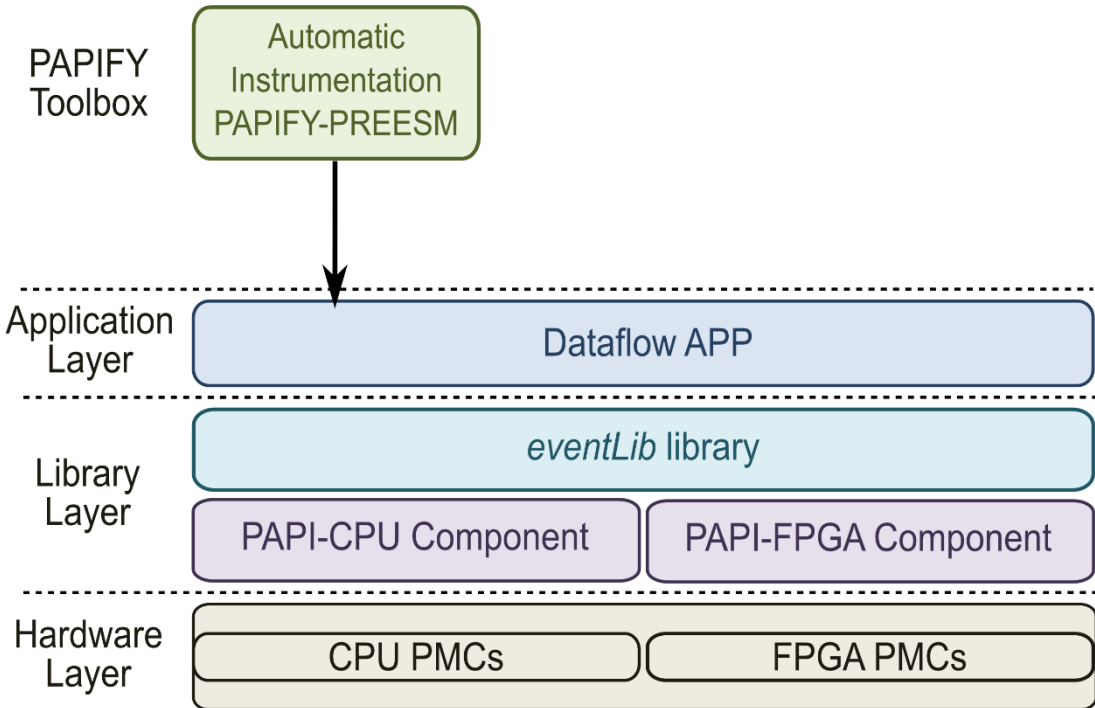 PAPIFY
Toolbox
Automatic
Instrumentation
PAPIFY-PREESM
Application
Layer
Dataflow APP
Library
Layer
eventLib library
PAPI-CPU Component
PAPI-FPGA Component
Hardware
Layer
CPU PMCs
FPGA PMCs